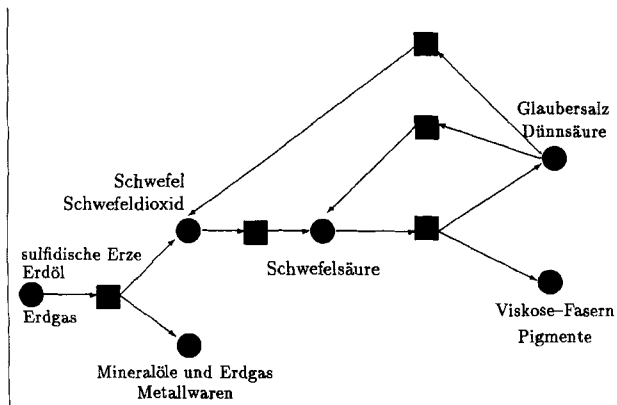 Glaubersalz
Dünnsäure
Schwefel
Schwefeldioxid
sulfidische Erze
Erdöl
Erdgas
Schwefelsäure
Viskose–Fasern
Pigmente
Mineralöle und Erdgas
Metallwaren